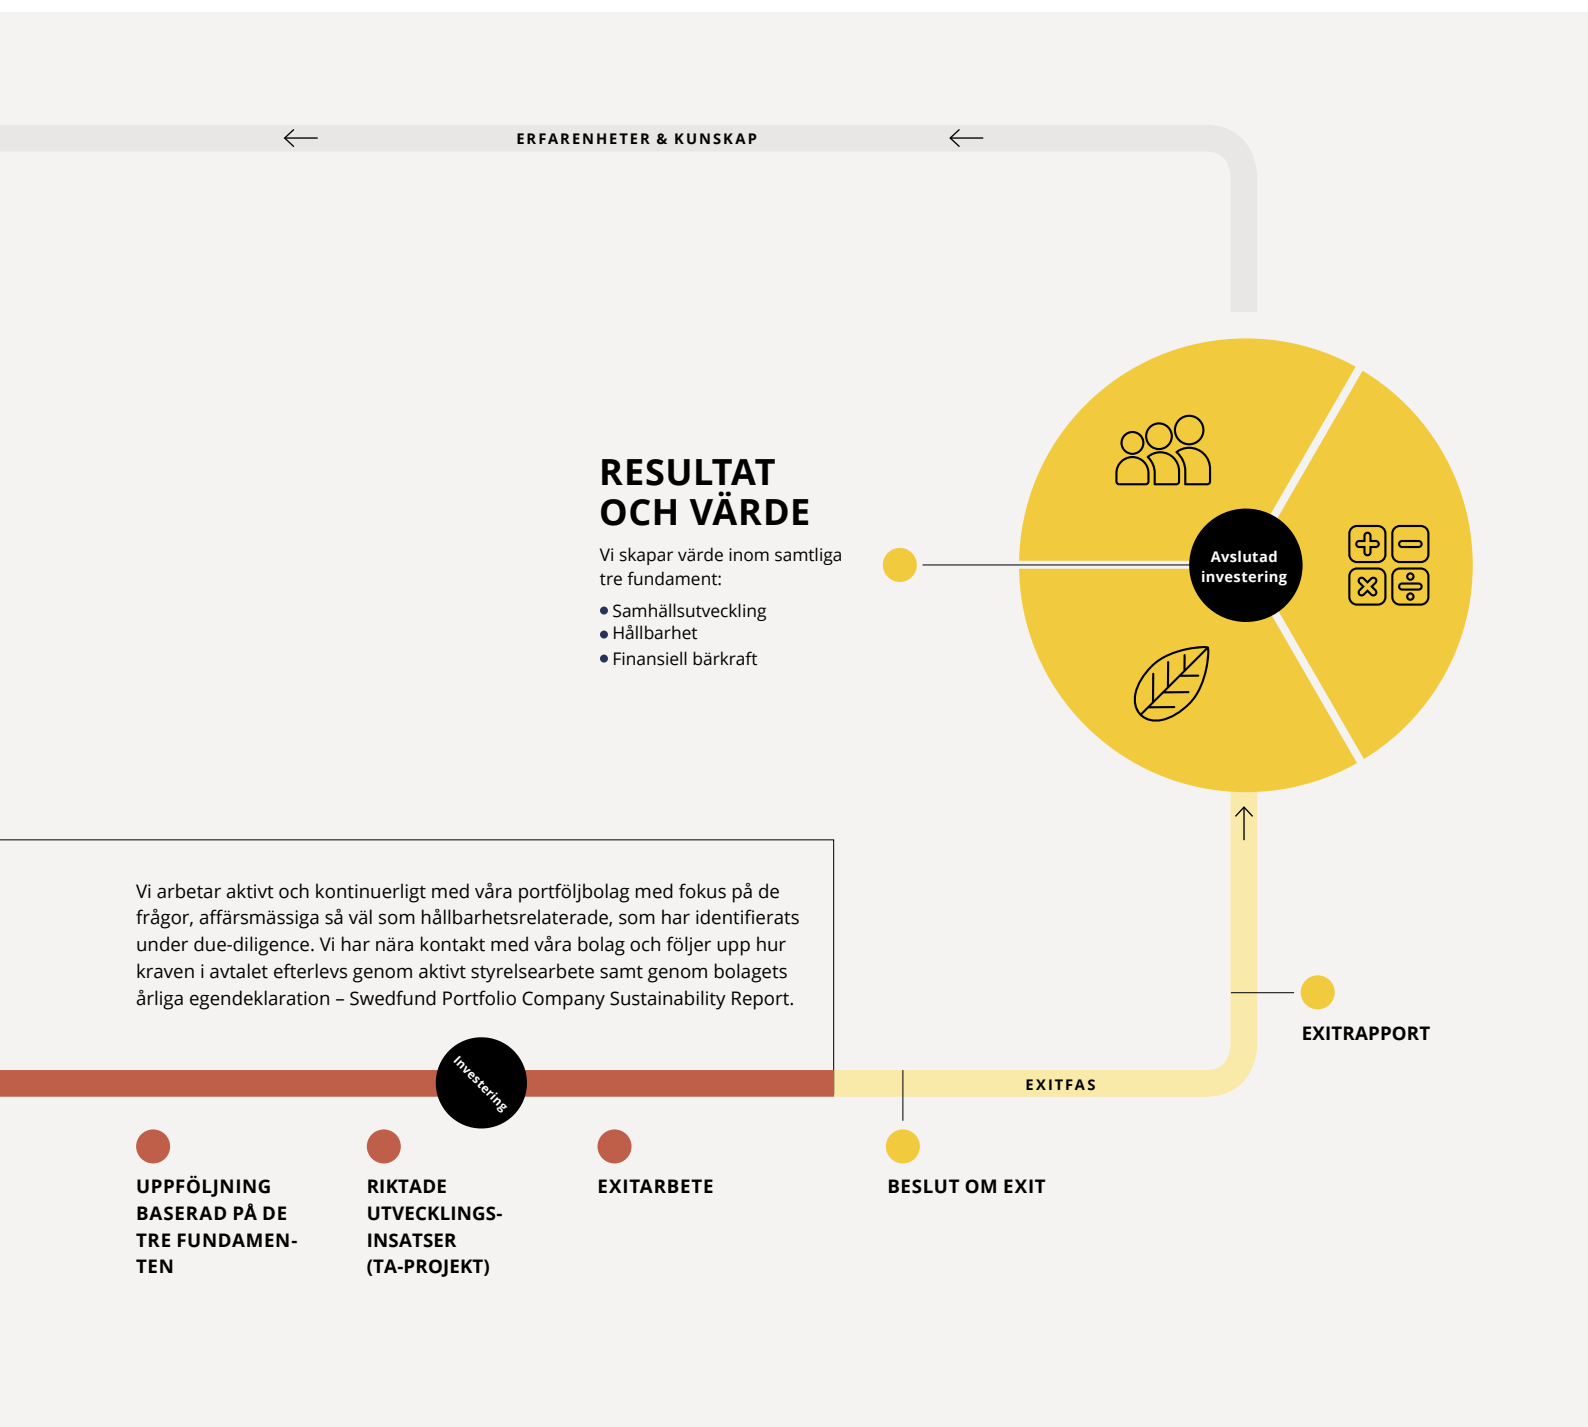 ERFARENHETER & KUNSKAP
RESULTAT
OCH VÄRDE
Vi skapar värde inom samtliga
tre fundament:
Samhällsutveckling
Hållbarhet
Finansiell bärkraft
Avslutad
investering
Vi arbetar aktivt och kontinuerligt med våra portföljbolag med fokus på de
frågor, affärsmässiga så väl som hållbarhetsrelaterade, som har identifierats
under due-diligence. Vi har nära kontakt med våra bolag och följer upp hur
kraven i avtalet efterlevs genom aktivt styrelsearbete samt genom bolagets
årliga egendeklaration – Swedfund Portfolio Company Sustainability Report.
EXITRAPPORT
Investering
EXITFAS
UPPFÖLJNING
BASERAD PÅ DE
TRE FUNDAMEN-
TEN
RIKTADE
UTVECKLINGS-
INSATSER
(TA-PROJEKT)
EXITARBETE
BESLUT OM EXIT